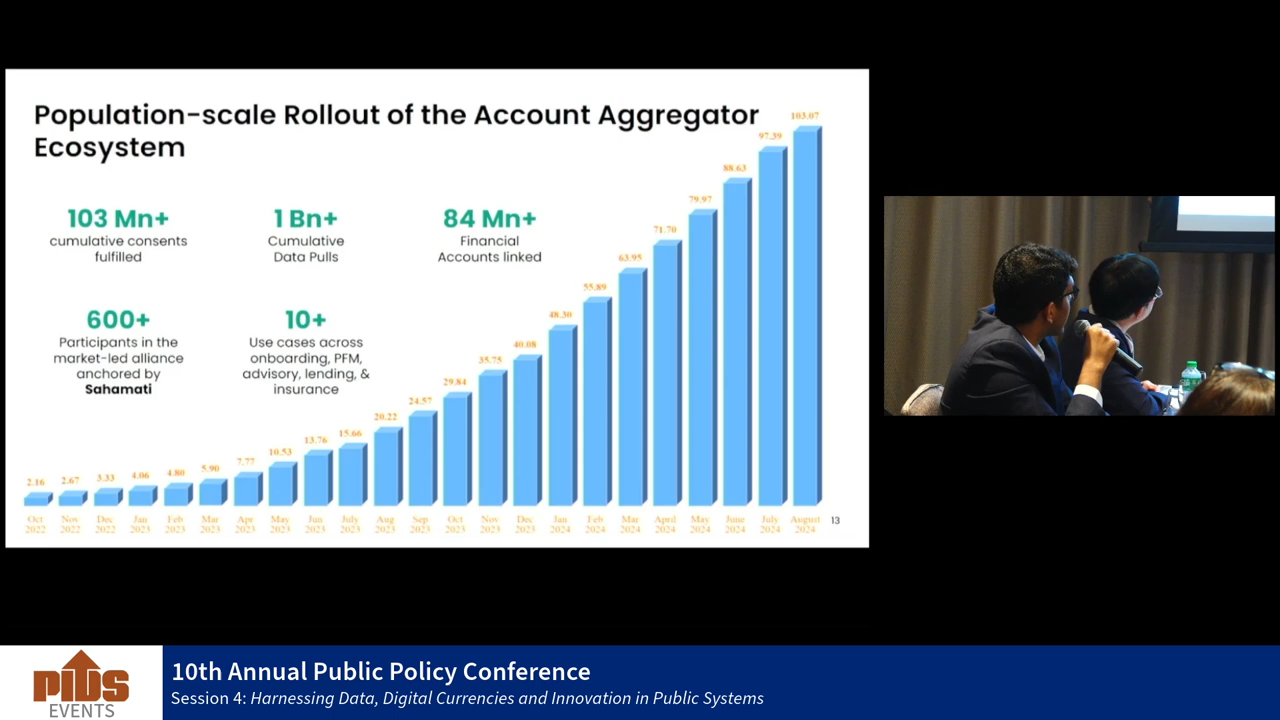 Population-scale Rollout of the Account Aggregator
Ecosystem
103 Mn+
cumulative consents
fulfilled
1 Bn+
Cumulative
Data Pulls
84 Mn+
Financial
Accounts linked
600+
Participants in the
market-led alliance
anchored by
Sahamati
10+
Use cases across
onboarding, PFM,
advisory, lending, &
insurance
2.16 2.67 3.33 4.06 4.80 5.90 7.77 10.53 13.76 15.66 20.22 24.57 29.84 35.75 40.08 48.30 55.89 63.95 71.70 79.97 88.63 97.39 103.07
Oct Nov Dec Jan Feb Mar Apr May Jun July Aug Sep Oct Nov Dec Jan Feb Mar April May June July August
2022 2022 2022 2023 2023 2023 2023 2023 2023 2023 2023 2023 2023 2023 2023 2024 2024 2024 2024 2024 2024 2024 2024
13
PIDS
EVENTS
10th Annual Public Policy Conference
Session 4: Harnessing Data, Digital Currencies and Innovation in Public Systems